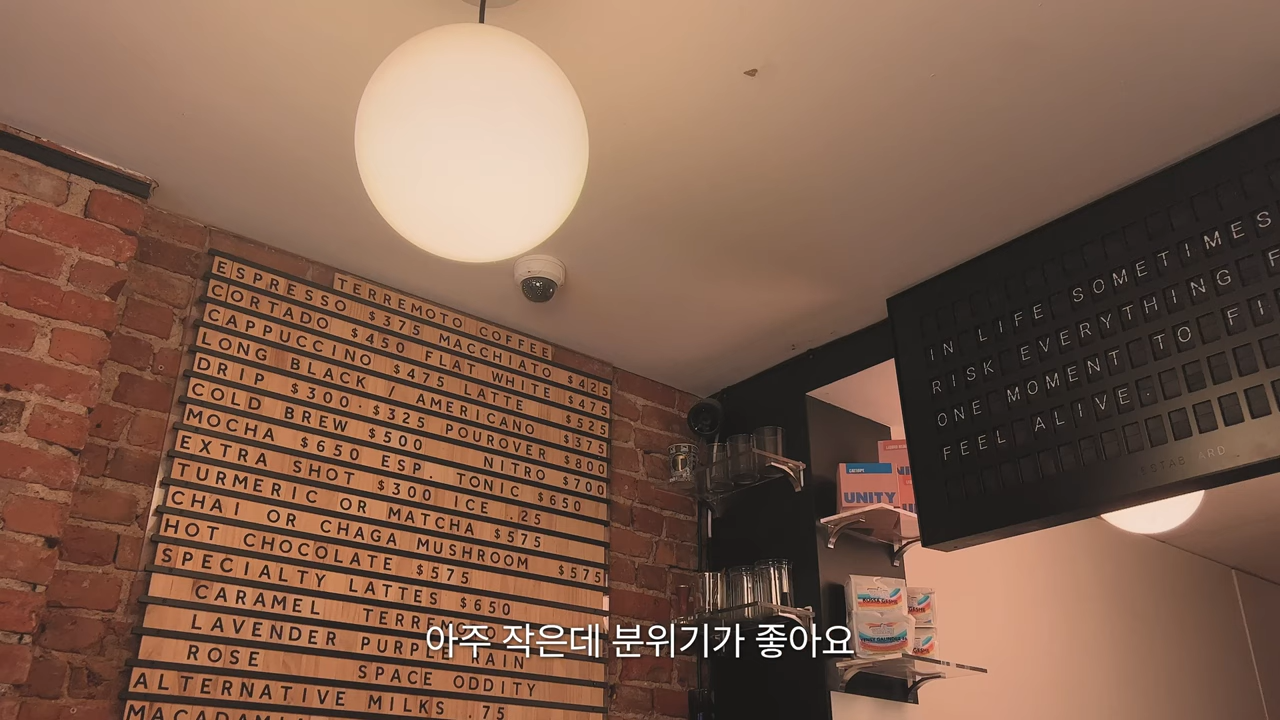 TERREMOTO COFFEE
ESPRESSO $375 MACCHIATO $425
CORTADO $450 FLAT WHITE $475
CAPPUCCINO $475 LATTE $525
LONG BLACK / AMERICANO $375
DRIP $300·$325 POUROVER $800
COLD BREW $500 NITRO $700
MOCHA $650 ESP. TONIC $650
EXTRA SHOT $300 ICE .25
TURMERIC OR MATCHA $575
CHAI OR CHAGA MUSHROOM $575
HOT CHOCOLATE $575
SPECIALTY LATTES $650
CARAMEL
LAVENDER PURPLE RAIN
ROSE SPACE ODDITY
ALTERNATIVE MILKS .75
IN LIFE SOMETIMES
RISK EVERYTHING
ONE MOMENT TO
FEEL ALIVE.
UNITY
아주 작은데 분위기가 좋아요